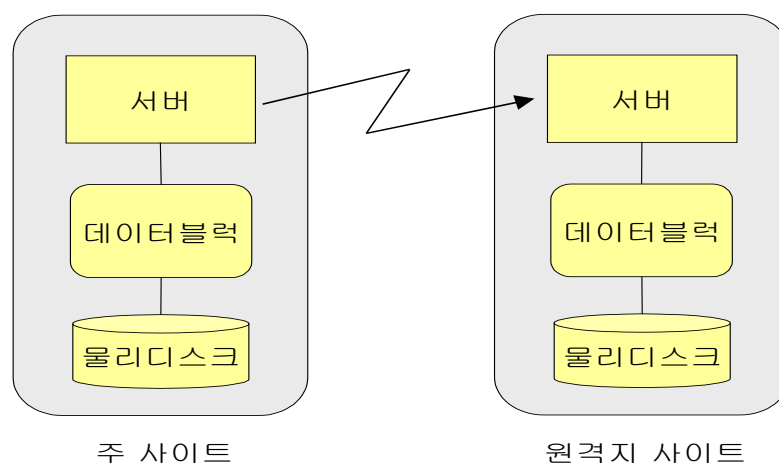 서버
데이터블럭
물리디스크
주 사이트
서버
데이터블럭
물리디스크
원격지 사이트